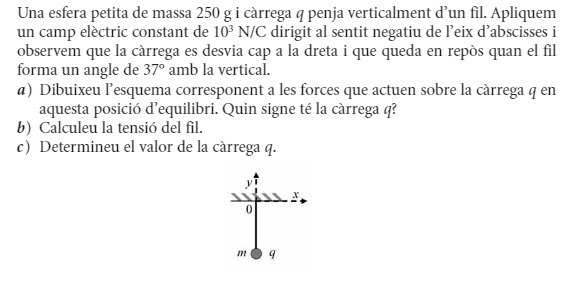 Una esfera petita de massa 250 g i càrrega q penja verticalment d’un fil. Apliquem
un camp elèctric constant de 10³ N/C dirigit al sentit negatiu de l’eix d’abscisses i
observem que la càrrega es desvia cap a la dreta i que queda en repòs quan el fil
forma un angle de 37° amb la vertical.
a) Dibuixeu l’esquema corresponent a les forces que actuen sobre la càrrega q en
aquesta posició d’equilibri. Quin signe té la càrrega q?
b) Calculeu la tensió del fil.
c) Determineu el valor de la càrrega q.
y
x
0
m q